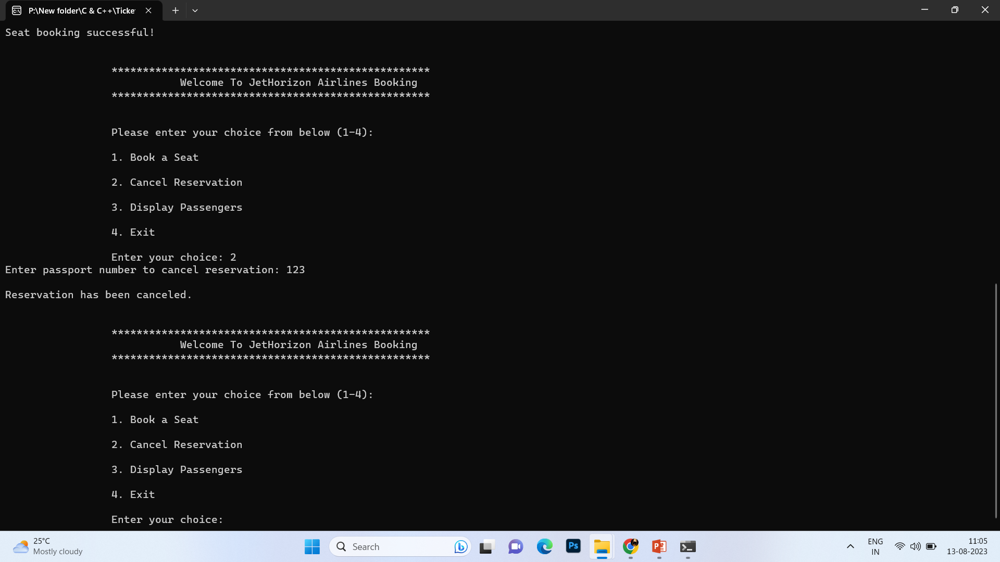 P:\New folder\C & C++\Ticke
Seat booking successful!
***************************************************
Welcome To JetHorizon Airlines Booking
***************************************************
Please enter your choice from below (1-4):
1. Book a Seat
2. Cancel Reservation
3. Display Passengers
4. Exit
Enter your choice: 2
Enter passport number to cancel reservation: 123
Reservation has been canceled.
***************************************************
Welcome To JetHorizon Airlines Booking
***************************************************
Please enter your choice from below (1-4):
1. Book a Seat
2. Cancel Reservation
3. Display Passengers
4. Exit
Enter your choice:
25°C
Mostly cloudy
Search
Ps
P
ENG
IN
11:05
13-08-2023